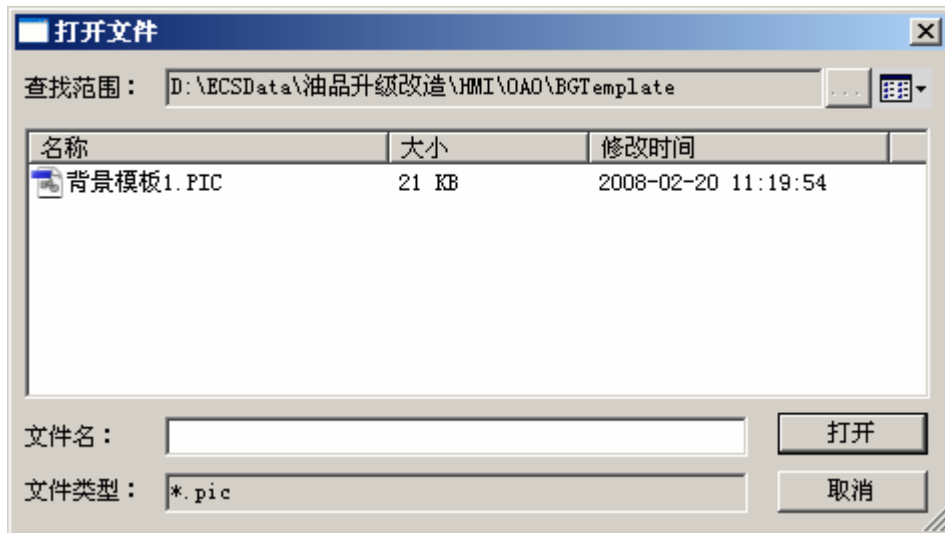 打开文件
查找范围： D:\ECSData\油品升级改造\HMI\OAO\BGTemplate ...
名称 大小 修改时间
背景模板1.PIC 21 KB 2008-02-20 11:19:54
文件名： 打开
文件类型： *.pic 取消